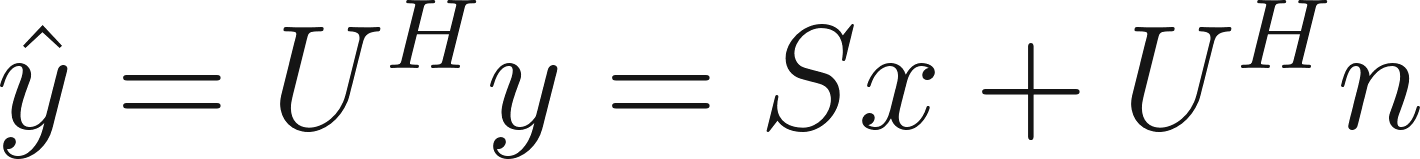 ŷ = U^H y = Sx + U^H n